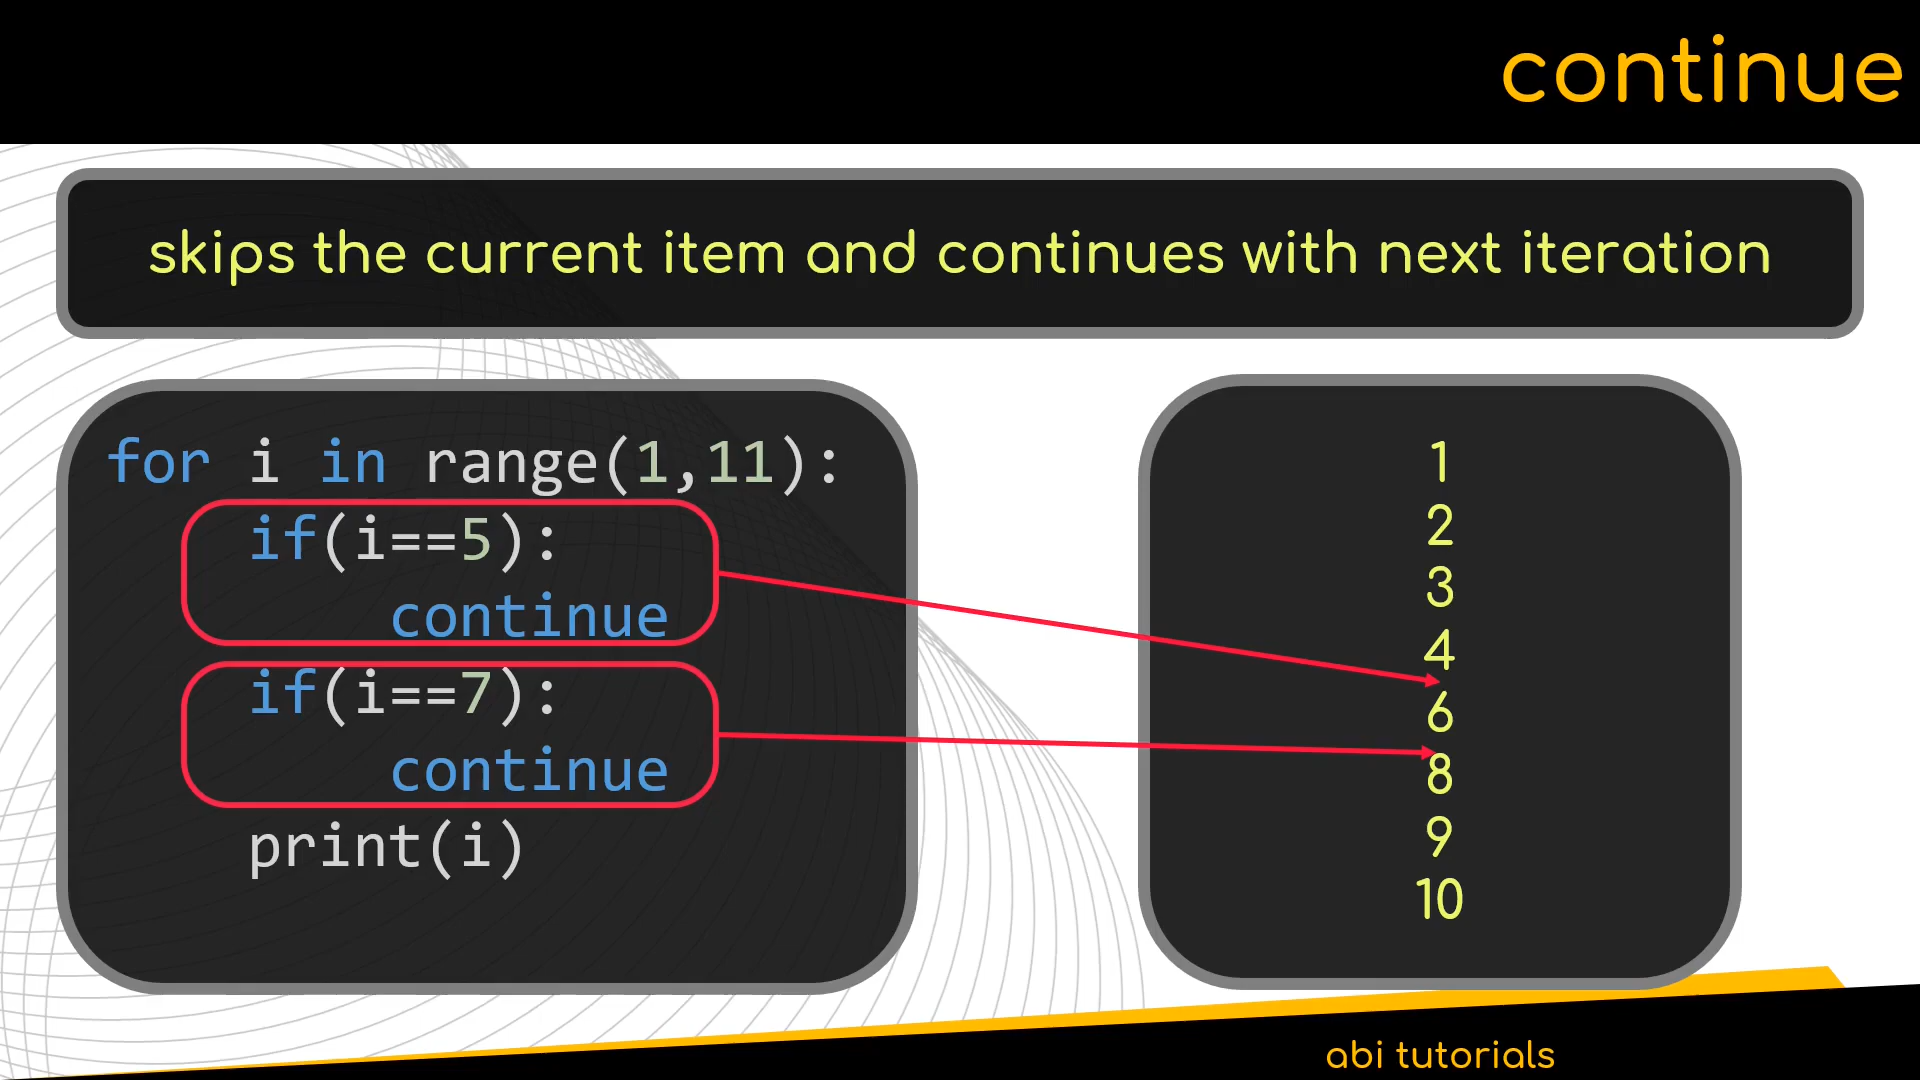 continue
skips the current item and continues with next iteration
for i in range(1,11):
    if(i==5):
        continue
    if(i==7):
        continue
    print(i)
1
2
3
4
6
8
9
10
abi tutorials